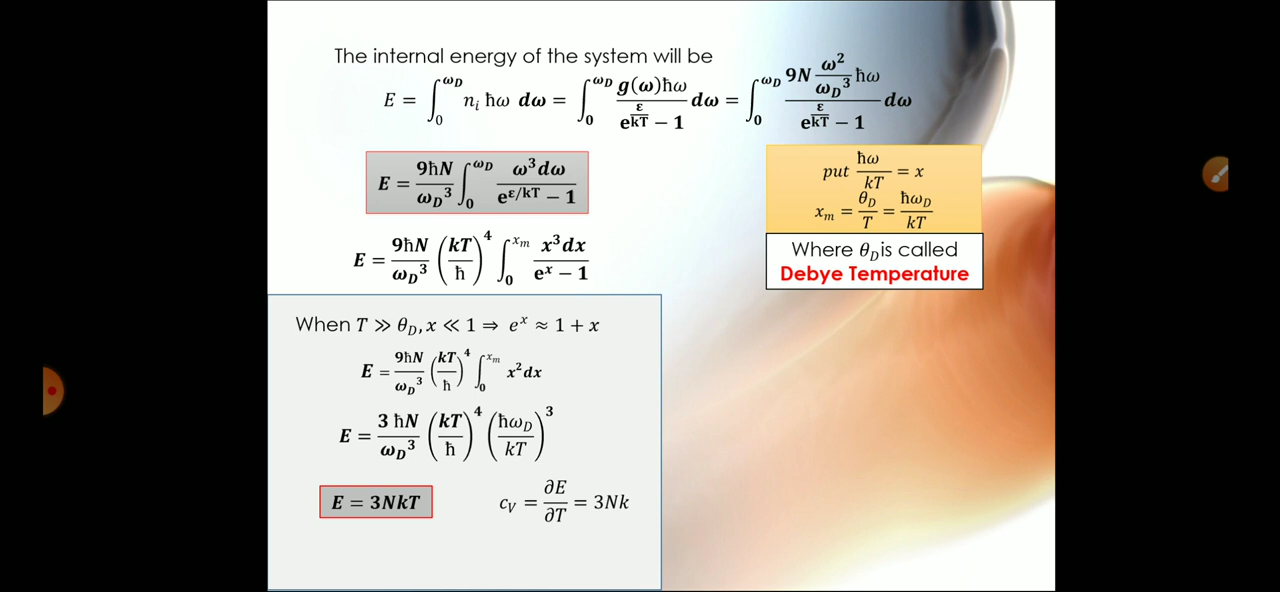 The internal energy of the system will be
E = ∫₀^ωD nᵢ ħω dω = ∫₀^ωD g(ω)ħω / (e^(ε/kT) − 1) dω = ∫₀^ωD 9N (ω²/ωD³) ħω / (e^(ε/kT) − 1) dω
E = 9ħN/ωD³ ∫₀^ωD ω³dω / (e^(ε/kT) − 1)
put ħω/kT = x
xₘ = θD/T = ħωD/kT
Where θD is called
Debye Temperature
E = 9ħN/ωD³ (kT/ħ)⁴ ∫₀^xₘ x³dx / (eˣ − 1)
When T ≫ θD, x ≪ 1 ⇒ eˣ ≈ 1 + x
E = 9ħN/ωD³ (kT/ħ)⁴ ∫₀^xₘ x²dx
E = 3 ħN/ωD³ (kT/ħ)⁴ (ħωD/kT)³
E = 3NkT
cV = ∂E/∂T = 3Nk